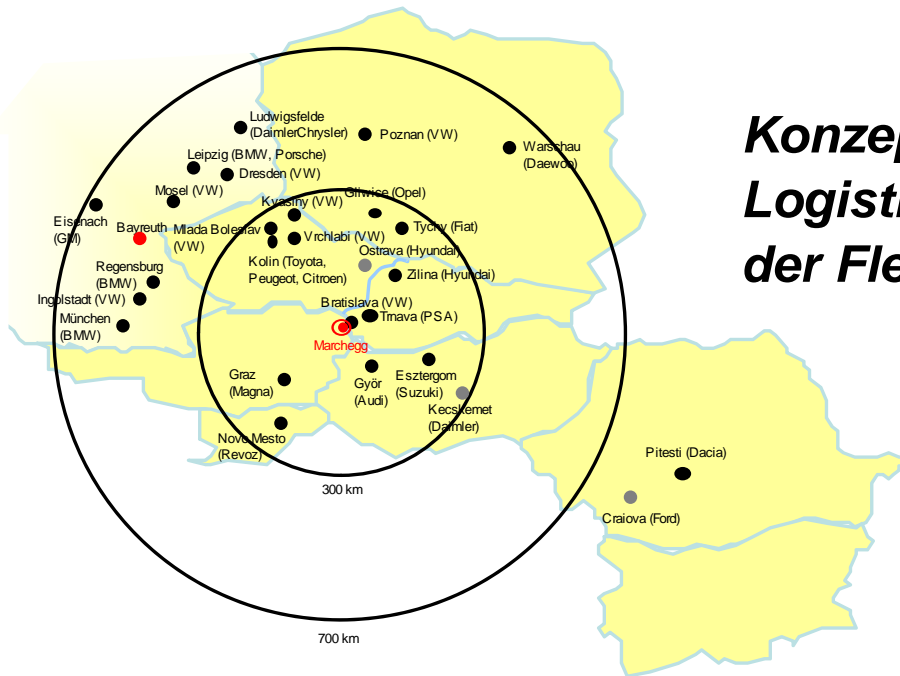 Konzep
Logisti
der Fle
Ludwigsfelde
(DaimlerChrysler)
Poznan (VW)
Warschau
(Daewoo)
Leipzig (BMW, Porsche)
Dresden (VW)
Mosel (VW)
Eisenach
(GM)
Bayreuth
Kvasiny (VW)
Gliwise (Opel)
Mlada Boleslav
(VW)
Vrchlabi (VW)
Tychy (Fiat)
Ostrava (Hyundai)
Kolin (Toyota,
Peugeot, Citroen)
Zilina (Hyundai)
Regensburg
(BMW)
Ingolstadt (VW)
München
(BMW)
Bratislava (VW)
Trnava (PSA)
Marchegg
Graz
(Magna)
Györ
(Audi)
Esztergom
(Suzuki)
Kecskemet
(Daimler)
Novo Mesto
(Revoz)
300 km
Pitesti (Dacia)
Craiova (Ford)
700 km